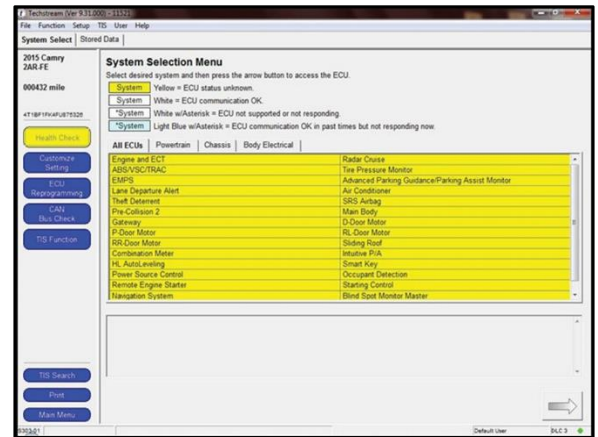 Techstream (Ver 9.31.000) - 11521
File Function Setup TIS User Help
System Select Stored Data
2015 Camry
2AR-FE
000432 mile
Health Check
Customize
Setting
ECU
Reprogramming
CAN
Bus Check
TIS Function
TIS Search
Print
Main Menu
System Selection Menu
Select desired system and then press the arrow button to access the ECU.
System Yellow = ECU status unknown.
System White = ECU communication OK.
*System White w/Asterisk = ECU not supported or not responding.
*System Light Blue w/Asterisk = ECU communication OK in past times but not responding now.
All ECUs Powertrain Chassis Body Electrical
Engine and ECT Radar Cruise
ABS/VSC/TRAC Tire Pressure Monitor
EMPS Advanced Parking Guidance/Parking Assist Monitor
Lane Departure Alert Air Conditioner
Theft Deterrent SRS Airbag
Pre-Collision 2 Main Body
Gateway D-Door Motor
P-Door Motor RL-Door Motor
RR-Door Motor Sliding Roof
Combination Meter Intuitive P/A
HL AutoLeveling Smart Key
Power Source Control Occupant Detection
Remote Engine Starter Starting Control
Navigation System Blind Spot Monitor Master
Default User DLC 3